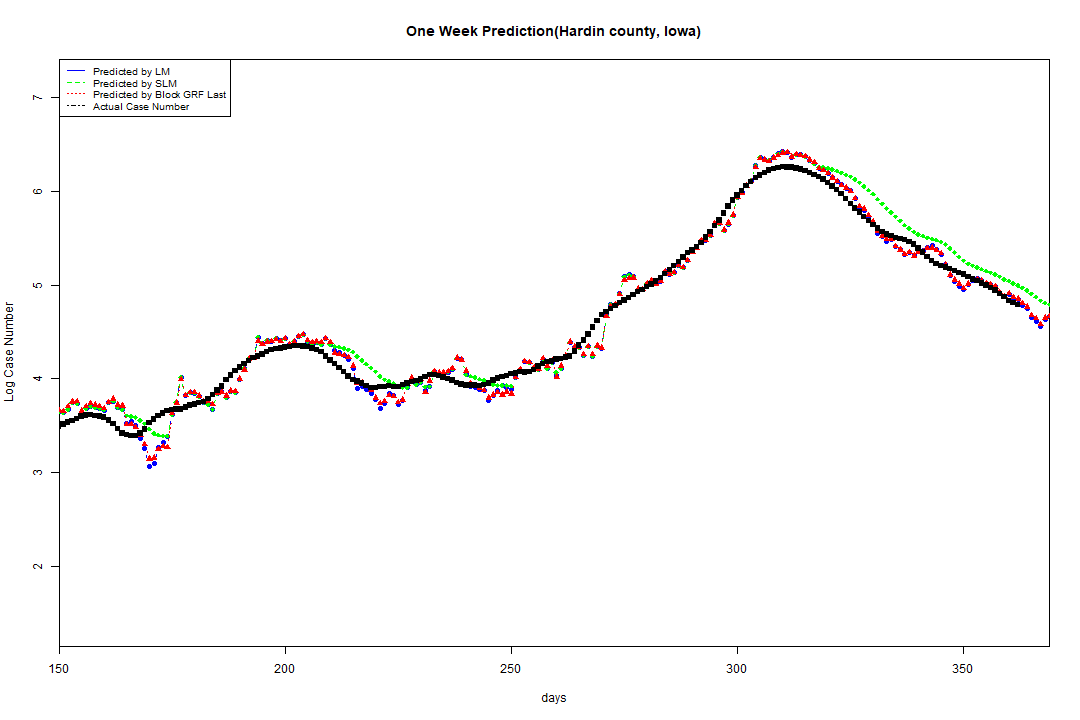 One Week Prediction(Hardin county, Iowa)
Predicted by LM
Predicted by SLM
Predicted by Block GRF Last
Actual Case Number
7
6
5
4
3
2
Log Case Number
150 200 250 300 350
days